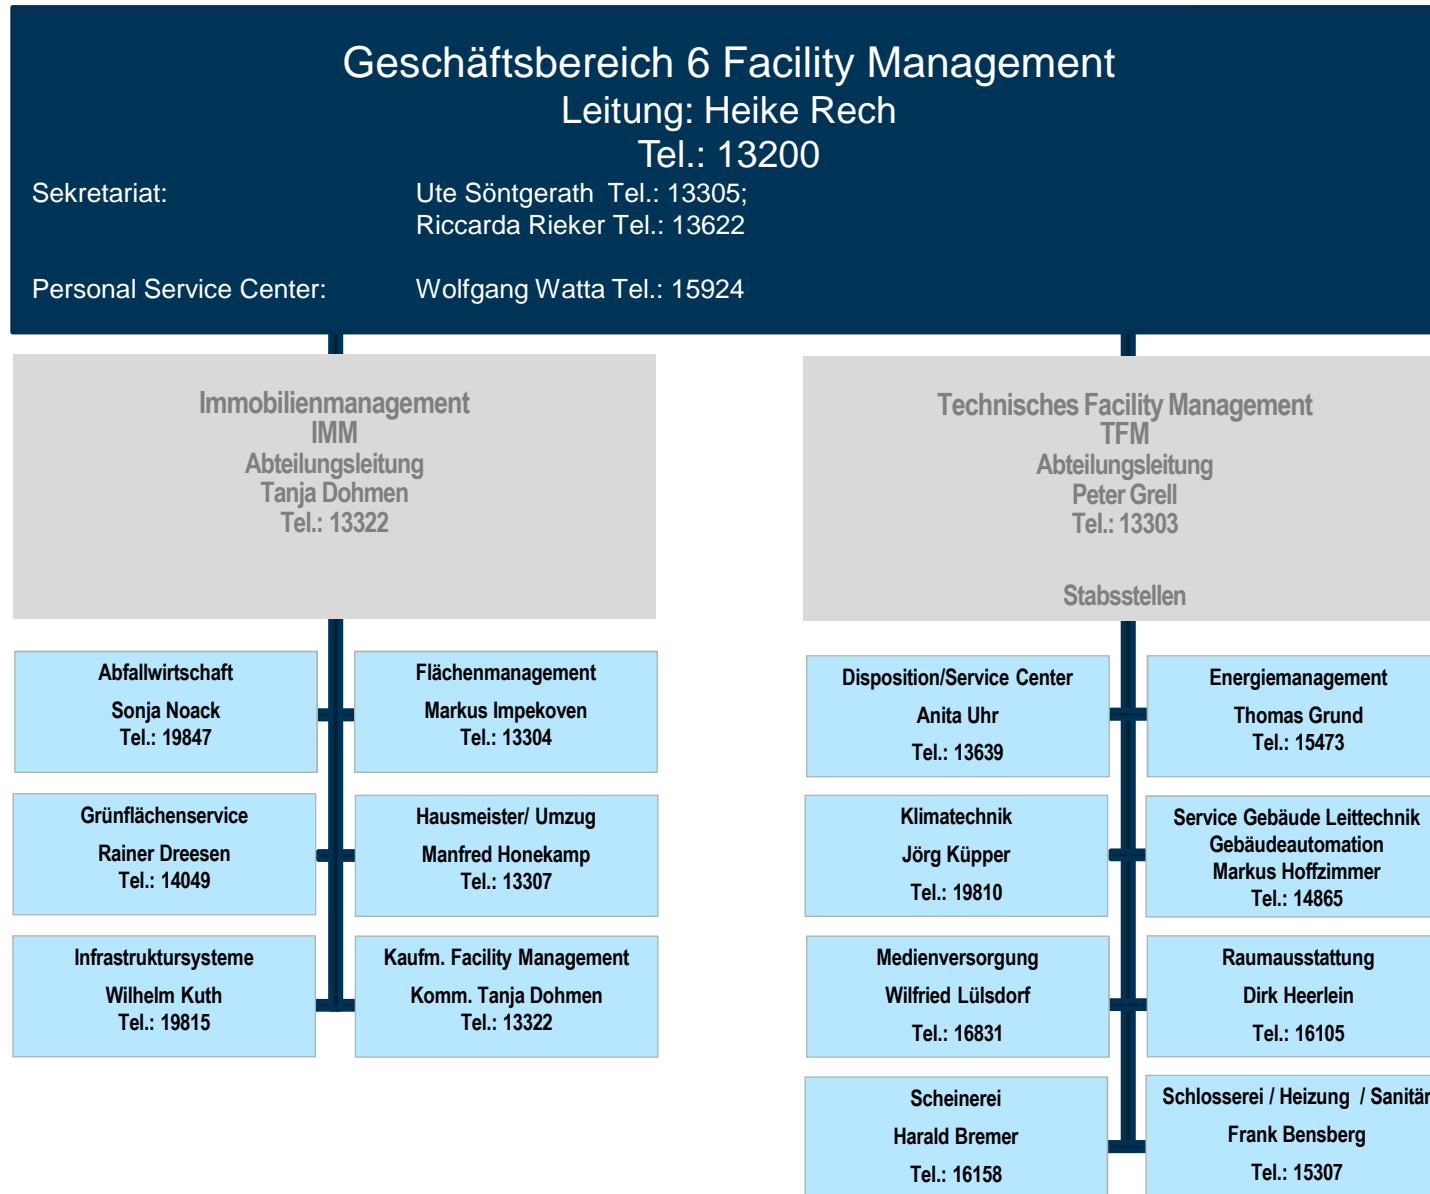 Geschäftsbereich 6 Facility Management
Leitung: Heike Rech
Tel.: 13200
Sekretariat: Ute Söntgerath Tel.: 13305;
Riccarda Rieker Tel.: 13622
Personal Service Center: Wolfgang Watta Tel.: 15924
Immobilienmanagement
IMM
Abteilungsleitung
Tanja Dohmen
Tel.: 13322
Technisches Facility Management
TFM
Abteilungsleitung
Peter Grell
Tel.: 13303
Stabsstellen
Abfallwirtschaft
Sonja Noack
Tel.: 19847
Flächenmanagement
Markus Impekoven
Tel.: 13304
Grünflächenservice
Rainer Dreesen
Tel.: 14049
Hausmeister/ Umzug
Manfred Honekamp
Tel.: 13307
Infrastruktursysteme
Wilhelm Kuth
Tel.: 19815
Kaufm. Facility Management
Komm. Tanja Dohmen
Tel.: 13322
Disposition/Service Center
Anita Uhr
Tel.: 13639
Energiemanagement
Thomas Grund
Tel.: 15473
Klimatechnik
Jörg Küpper
Tel.: 19810
Service Gebäude Leittechnik
Gebäudeautomation
Markus Hoffzimmer
Tel.: 14865
Medienversorgung
Wilfried Lülsdorf
Tel.: 16831
Raumausstattung
Dirk Heerlein
Tel.: 16105
Scheinerei
Harald Bremer
Tel.: 16158
Schlosserei / Heizung / Sanitär
Frank Bensberg
Tel.: 15307